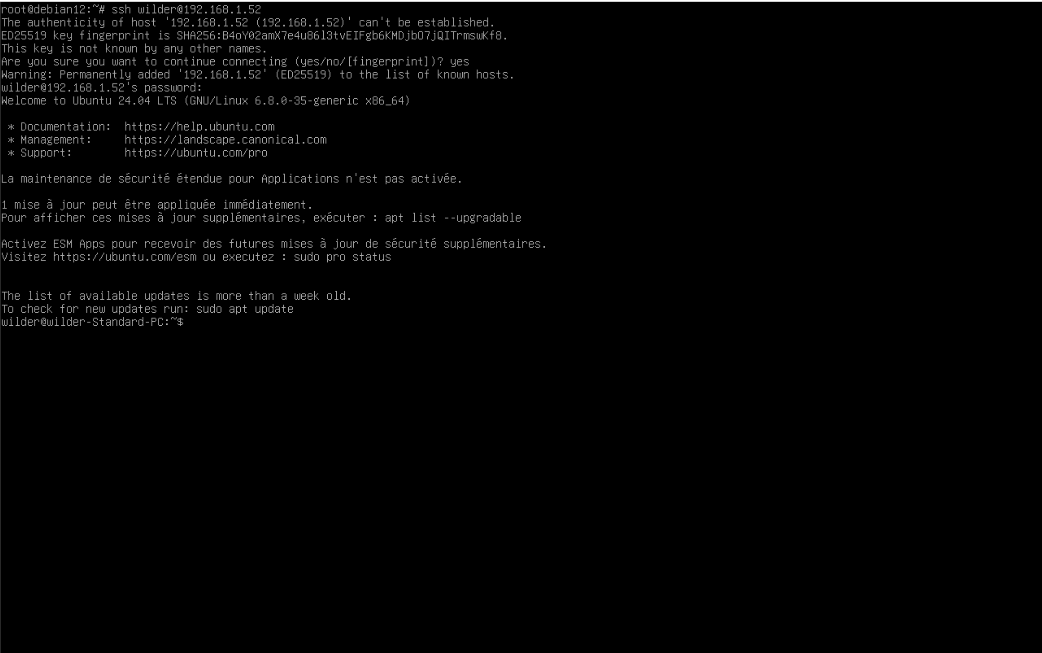 root@debian12:~# ssh wilder@192.168.1.52
The authenticity of host '192.168.1.52 (192.168.1.52)' can't be established.
ED25519 key fingerprint is SHA256:B4oY02amX7e4u86l3tvEIFgb6KMDjbO7jQITrmswKf8.
This key is not known by any other names.
Are you sure you want to continue connecting (yes/no/[fingerprint])? yes
Warning: Permanently added '192.168.1.52' (ED25519) to the list of known hosts.
wilder@192.168.1.52's password:
Welcome to Ubuntu 24.04 LTS (GNU/Linux 6.8.0-35-generic x86_64)
* Documentation:  https://help.ubuntu.com
* Management:     https://landscape.canonical.com
* Support:        https://ubuntu.com/pro
La maintenance de sécurité étendue pour Applications n'est pas activée.
1 mise à jour peut être appliquée immédiatement.
Pour afficher ces mises à jour supplémentaires, exécuter : apt list --upgradable
Activez ESM Apps pour recevoir des futures mises à jour de sécurité supplémentaires.
Visitez https://ubuntu.com/esm ou executez : sudo pro status
The list of available updates is more than a week old.
To check for new updates run: sudo apt update
wilder@wilder-Standard-PC:~$